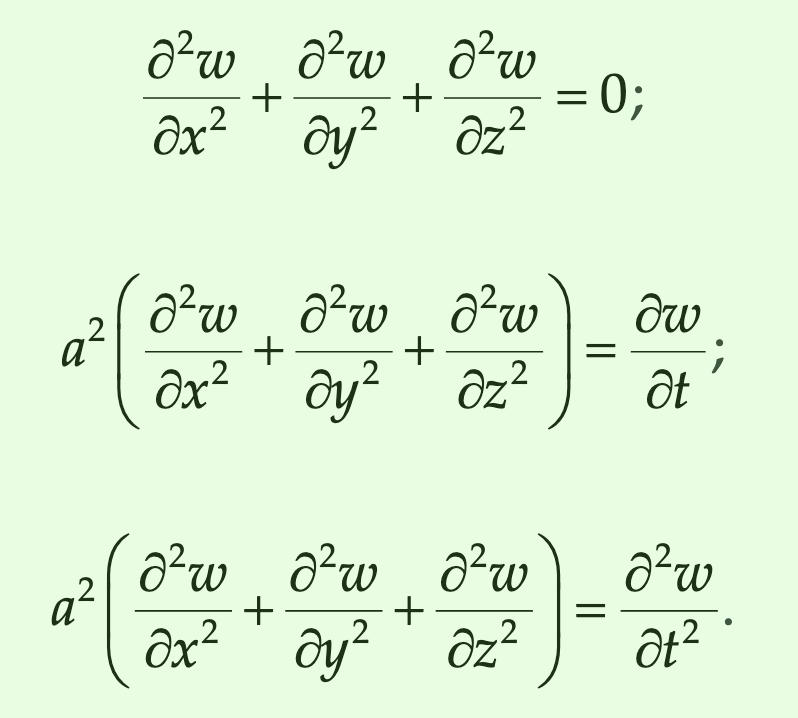 ∂²w/∂x² + ∂²w/∂y² + ∂²w/∂z² = 0;
a²(∂²w/∂x² + ∂²w/∂y² + ∂²w/∂z²) = ∂w/∂t;
a²(∂²w/∂x² + ∂²w/∂y² + ∂²w/∂z²) = ∂²w/∂t².